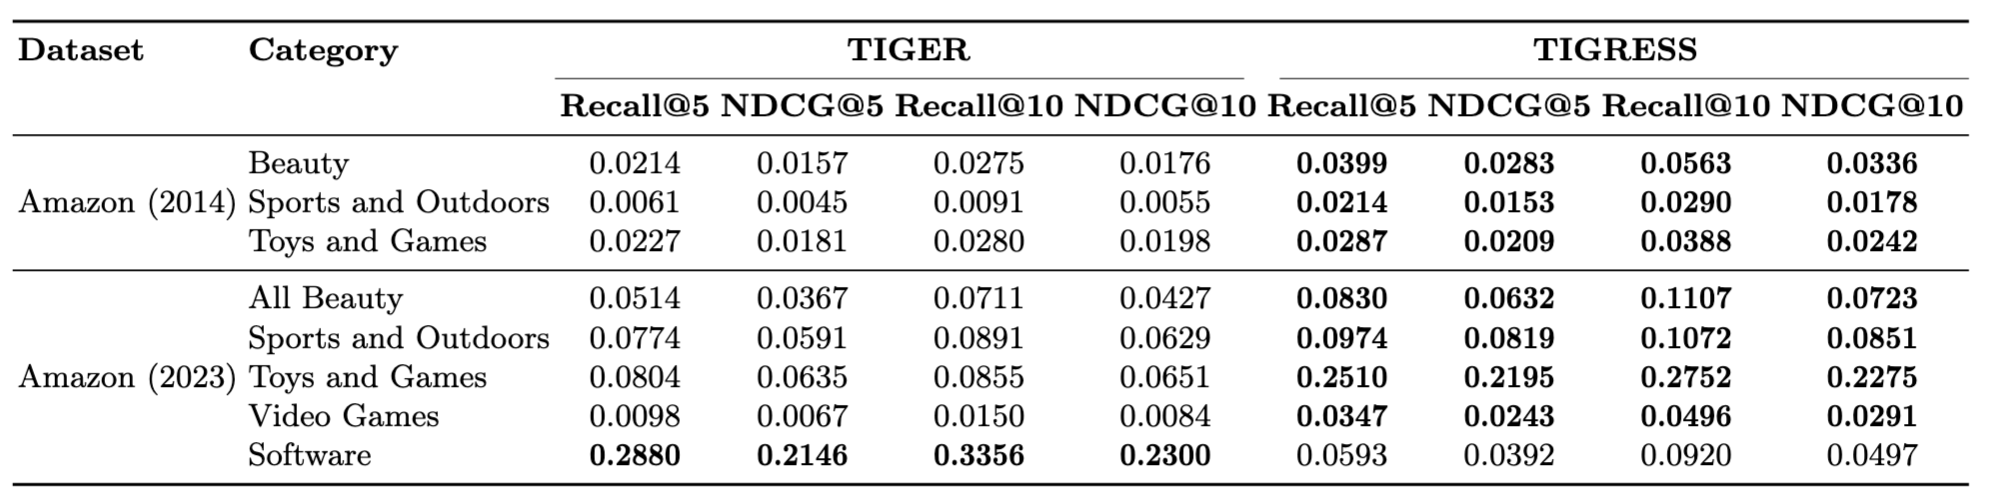 Dataset Category TIGER TIGRESS
Recall@5 NDCG@5 Recall@10 NDCG@10 Recall@5 NDCG@5 Recall@10 NDCG@10
Beauty 0.0214 0.0157 0.0275 0.0176 0.0399 0.0283 0.0563 0.0336
Amazon (2014) Sports and Outdoors 0.0061 0.0045 0.0091 0.0055 0.0214 0.0153 0.0290 0.0178
Toys and Games 0.0227 0.0181 0.0280 0.0198 0.0287 0.0209 0.0388 0.0242
All Beauty 0.0514 0.0367 0.0711 0.0427 0.0830 0.0632 0.1107 0.0723
Sports and Outdoors 0.0774 0.0591 0.0891 0.0629 0.0974 0.0819 0.1072 0.0851
Amazon (2023) Toys and Games 0.0804 0.0635 0.0855 0.0651 0.2510 0.2195 0.2752 0.2275
Video Games 0.0098 0.0067 0.0150 0.0084 0.0347 0.0243 0.0496 0.0291
Software 0.2880 0.2146 0.3356 0.2300 0.0593 0.0392 0.0920 0.0497